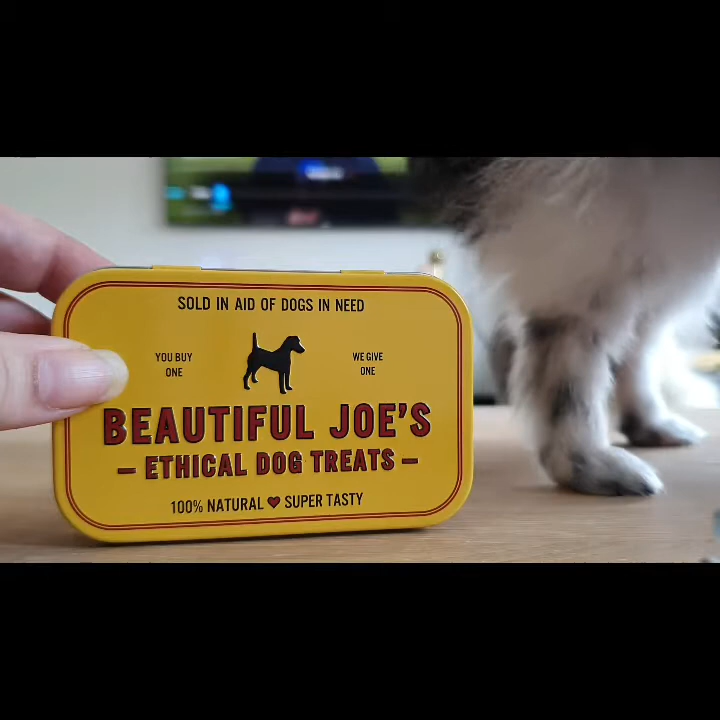 SOLD IN AID OF DOGS IN NEED
YOU BUY ONE
WE GIVE ONE
BEAUTIFUL JOE'S
– ETHICAL DOG TREATS –
100% NATURAL ♥ SUPER TASTY